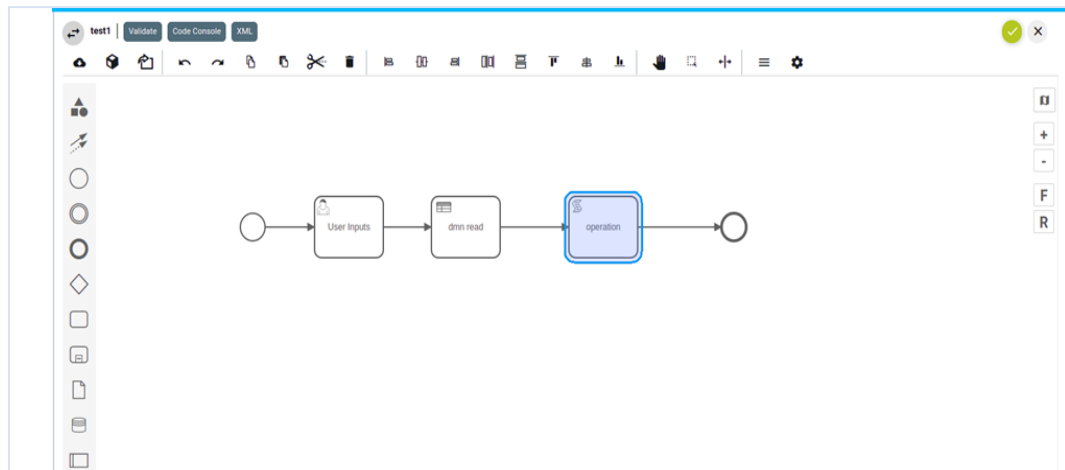 test1 Validate Code Console XML
+
-
F
R
User Inputs dmn read operation